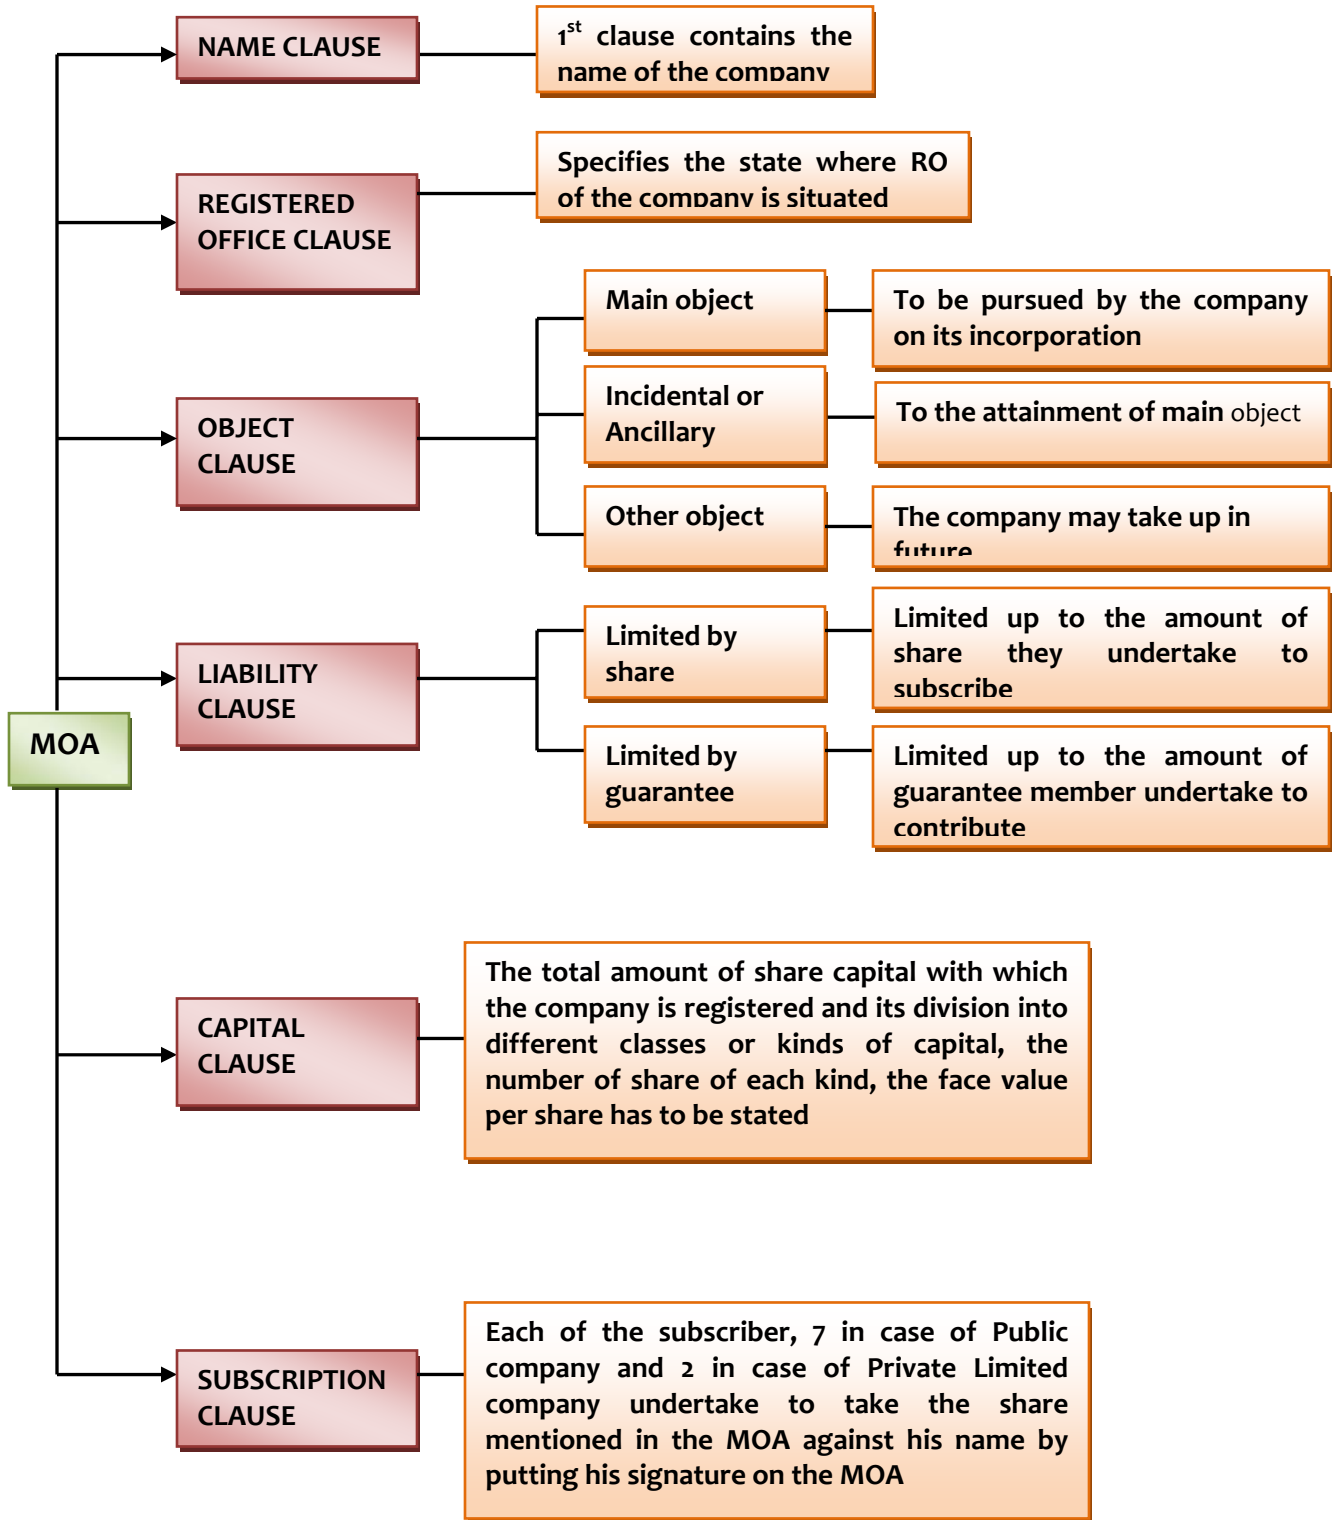 NAME CLAUSE
1st clause contains the
name of the company
REGISTERED
OFFICE CLAUSE
Specifies the state where RO
of the company is situated
OBJECT
CLAUSE
Main object
To be pursued by the company
on its incorporation
Incidental or
Ancillary
To the attainment of main object
Other object
The company may take up in
future
LIABILITY
CLAUSE
Limited by
share
Limited up to the amount of
share they undertake to
subscribe
Limited by
guarantee
Limited up to the amount of
guarantee member undertake to
contribute
MOA
CAPITAL
CLAUSE
The total amount of share capital with which
the company is registered and its division into
different classes or kinds of capital, the
number of share of each kind, the face value
per share has to be stated
SUBSCRIPTION
CLAUSE
Each of the subscriber, 7 in case of Public
company and 2 in case of Private Limited
company undertake to take the share
mentioned in the MOA against his name by
putting his signature on the MOA